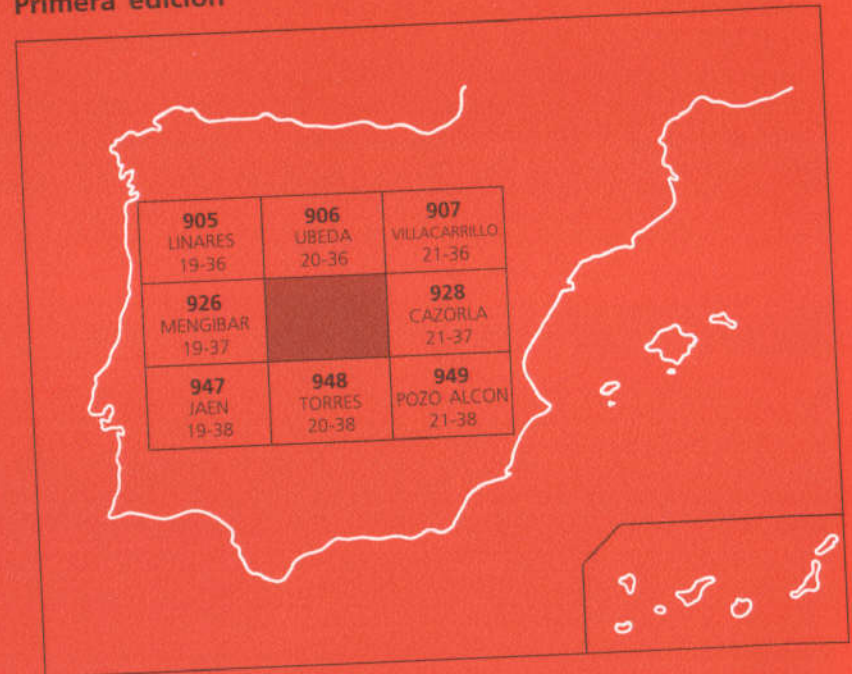 Primera edición
905
LINARES
19-36
906
UBEDA
20-36
907
VILLACARRILLO
21-36
926
MENGIBAR
19-37
928
CAZORLA
21-37
947
JAEN
19-38
948
TORRES
20-38
949
POZO ALCON
21-38